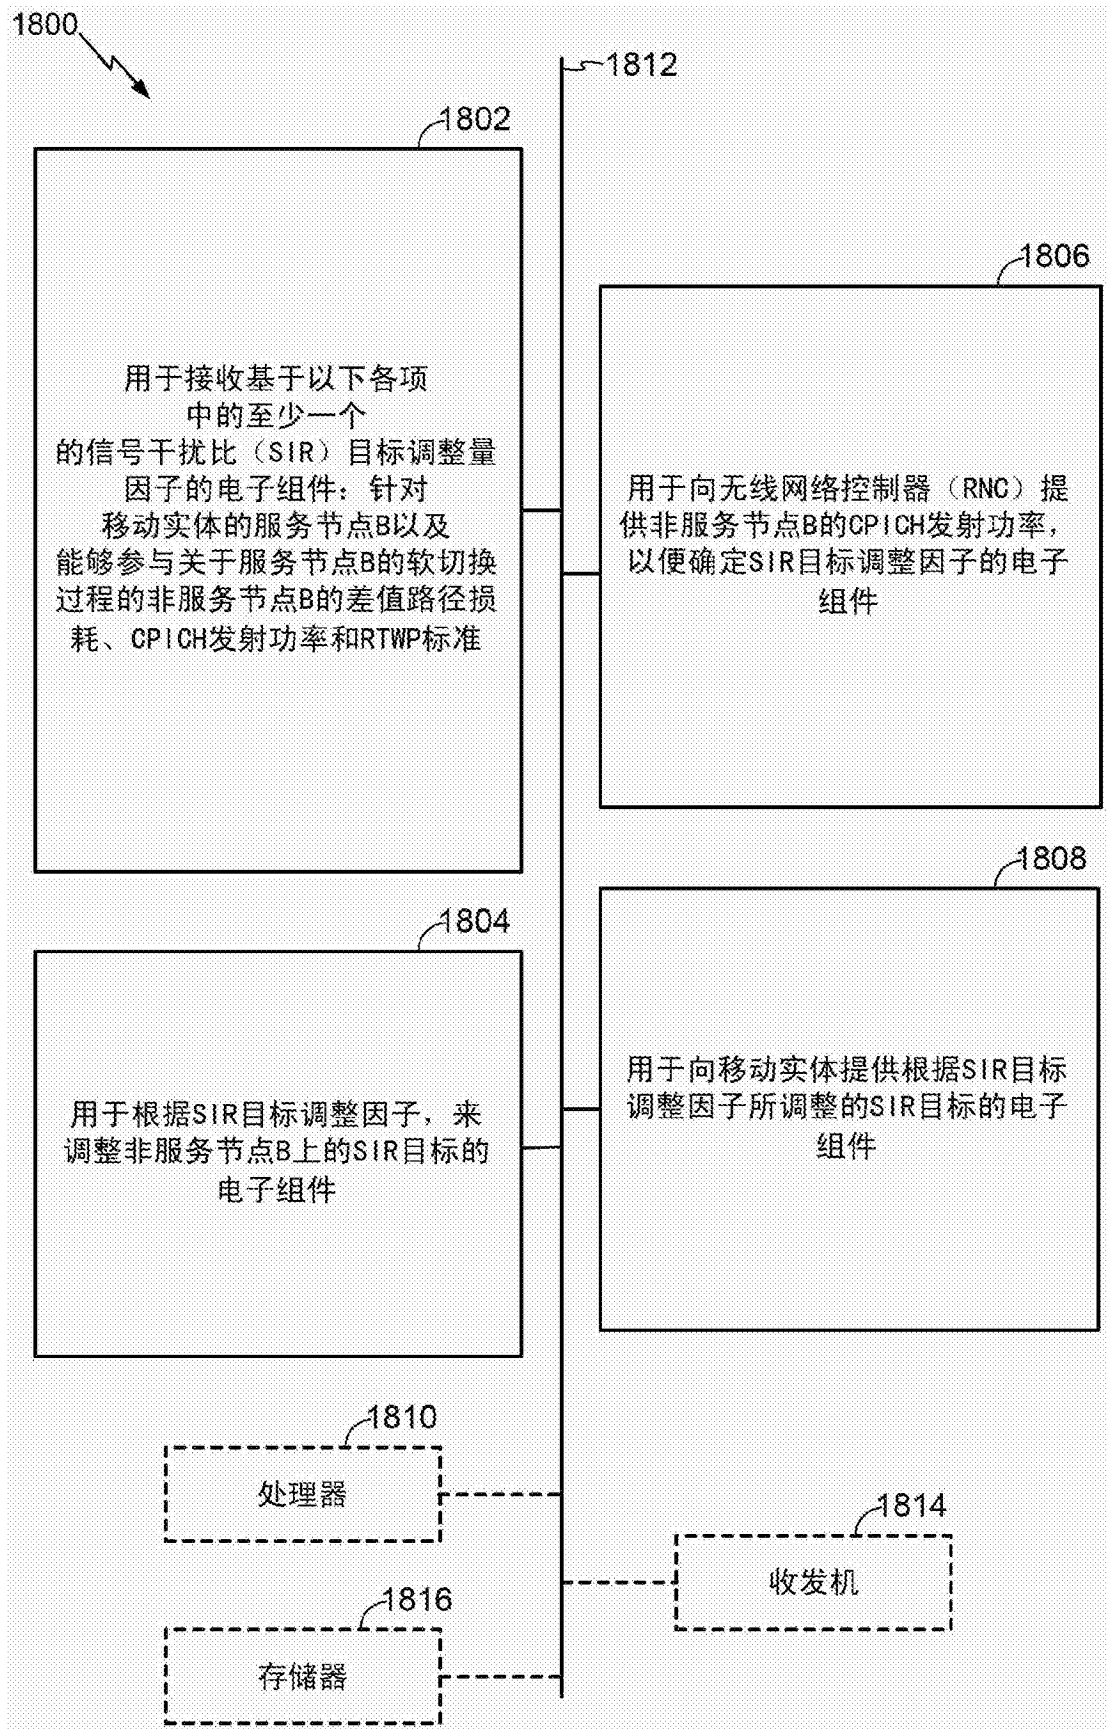 1800
1812
1802
用于接收基于以下各项
中的至少一个
的信号干扰比（SIR）目标调整量
因子的电子组件：针对
移动实体的服务节点B以及
能够参与关于服务节点B的软切换
过程的非服务节点B的差值路径损
耗、CPICH发射功率和RTWP标准
1806
用于向无线网络控制器（RNC）提
供非服务节点B的CPICH发射功率，
以便确定SIR目标调整因子的电子
组件
1804
用于根据SIR目标调整因子，来
调整非服务节点B上的SIR目标的
电子组件
1808
用于向移动实体提供根据SIR目标
调整因子所调整的SIR目标的电子
组件
1810
处理器
1814
收发机
1816
存储器